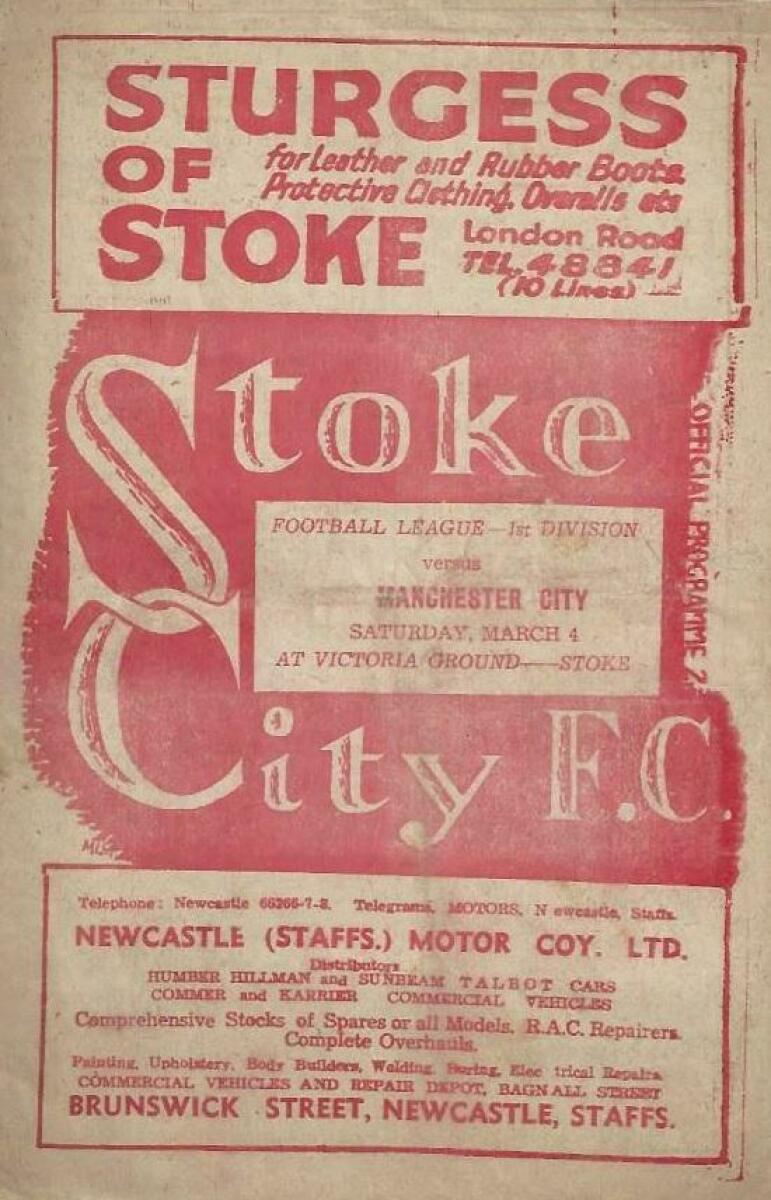 STURGESS
OF
for Leather and Rubber Boots
Protective Clothing, Overalls etc
STOKE
London Road
TEL. 48841
(10 Lines)
Stoke
OFFICIAL PROGRAMME
FOOTBALL LEAGUE—1st DIVISION
versus
MANCHESTER CITY
SATURDAY, MARCH 4
AT VICTORIA GROUND—STOKE
City F.C.
Telephone: Newcastle 66266-7-8. Telegrams, MOTORS, N ewcastle, Staffs.
NEWCASTLE (STAFFS.) MOTOR COY. LTD.
Distributors
HUMBER HILLMAN and SUNBEAM TALBOT CARS
COMMER and KARRIER COMMERCIAL VEHICLES
Comprehensive Stocks of Spares or all Models. R.A.C. Repairers.
Complete Overhauls.
Painting, Upholstery, Body Builders, Welding, Boring, Elec trical Repairs.
COMMERCIAL VEHICLES AND REPAIR DEPOT, BAGNALL STREET
BRUNSWICK STREET, NEWCASTLE, STAFFS.